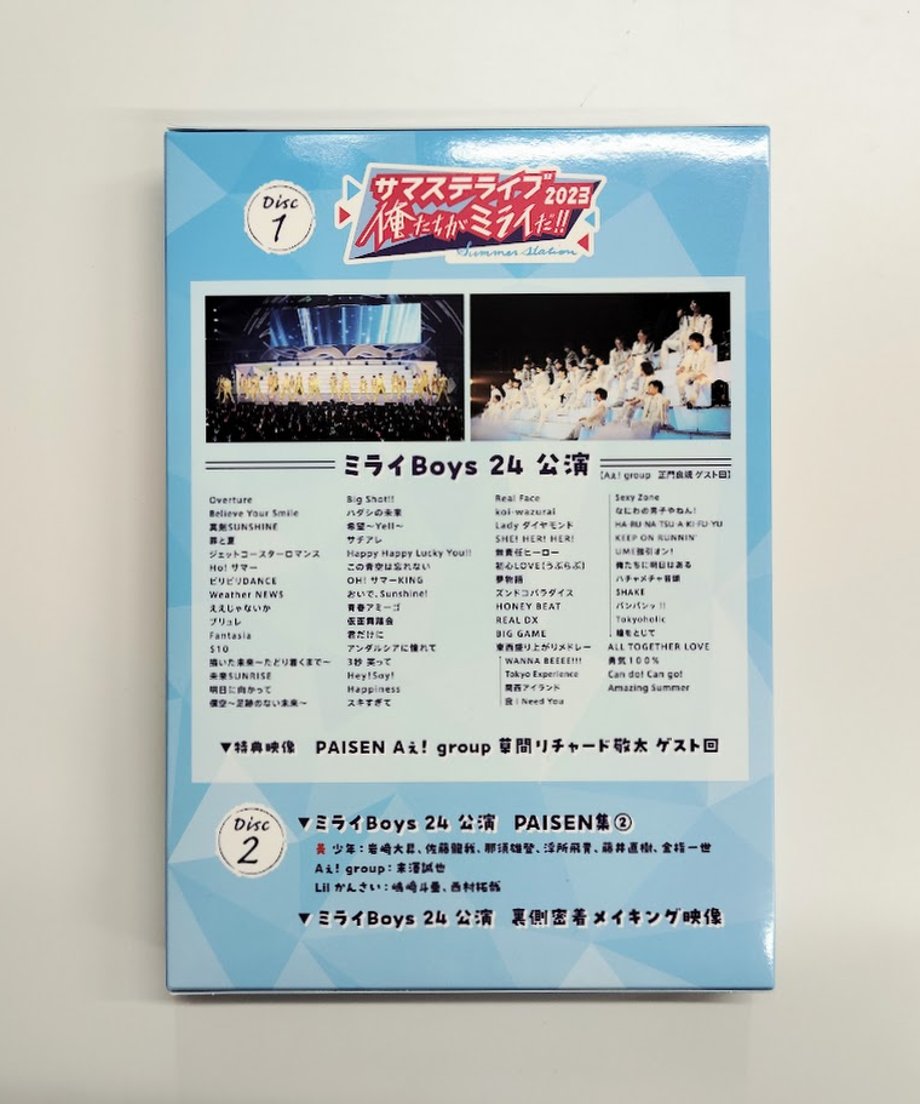 Disc
1
サマステライブ
2023
俺たちがミライだ!!
Summer Station
ミライBoys 24 公演
【Aぇ! group 正門良規 ゲスト回】
Overture
Believe Your Smile
真剣SUNSHINE
罪と夏
ジェットコースターロマンス
Ho! サマー
ビリビリDANCE
Weather NEWS
ええじゃないか
ブリュレ
Fantasia
$10
描いた未来〜たどり着くまで〜
未来SUNRISE
明日に向かって
僕空〜足跡のない未来〜
Big Shot!!
ハダシの未来
希望〜Yell〜
サチアレ
Happy Happy Lucky You!!
この青空は忘れない
OH! サマーKING
おいで、Sunshine!
青春アミーゴ
仮面舞踏会
君だけに
アンダルシアに憧れて
3秒 笑って
Hey!Say!
Happiness
スキすぎて
Real Face
koi-wazurai
Lady ダイヤモンド
SHE! HER! HER!
無責任ヒーロー
初心LOVE(うぶらぶ)
夢物語
ズンドコパラダイス
HONEY BEAT
REAL DX
BIG GAME
東西盛り上がりメドレー
WANNA BEEEE!!!
Tokyo Experience
関西アイランド
Need You
Sexy Zone
なにわの男子やねん!
HA-RU-NA-TSU-A-KI-FU-YU
KEEP ON RUNNIN'
UME強引オン!
俺たちに明日はある
ハチャメチャ音頭
SHAKE
バンバンッ !!
Tokyoholic
瞳をとじて
ALL TOGETHER LOVE
勇気100%
Can do! Can go!
Amazing Summer
▼特典映像 PAISEN Aぇ! group 草間リチャード敬太 ゲスト回
Disc
2
▼ミライBoys 24 公演 PAISEN集②
美 少年：岩﨑大昇、佐藤龍我、那須雄登、浮所飛貴、藤井直樹、金指一世
Aぇ! group：末澤誠也
Lil かんさい：嶋﨑斗亜、西村拓哉
▼ミライBoys 24 公演 裏側密着メイキング映像